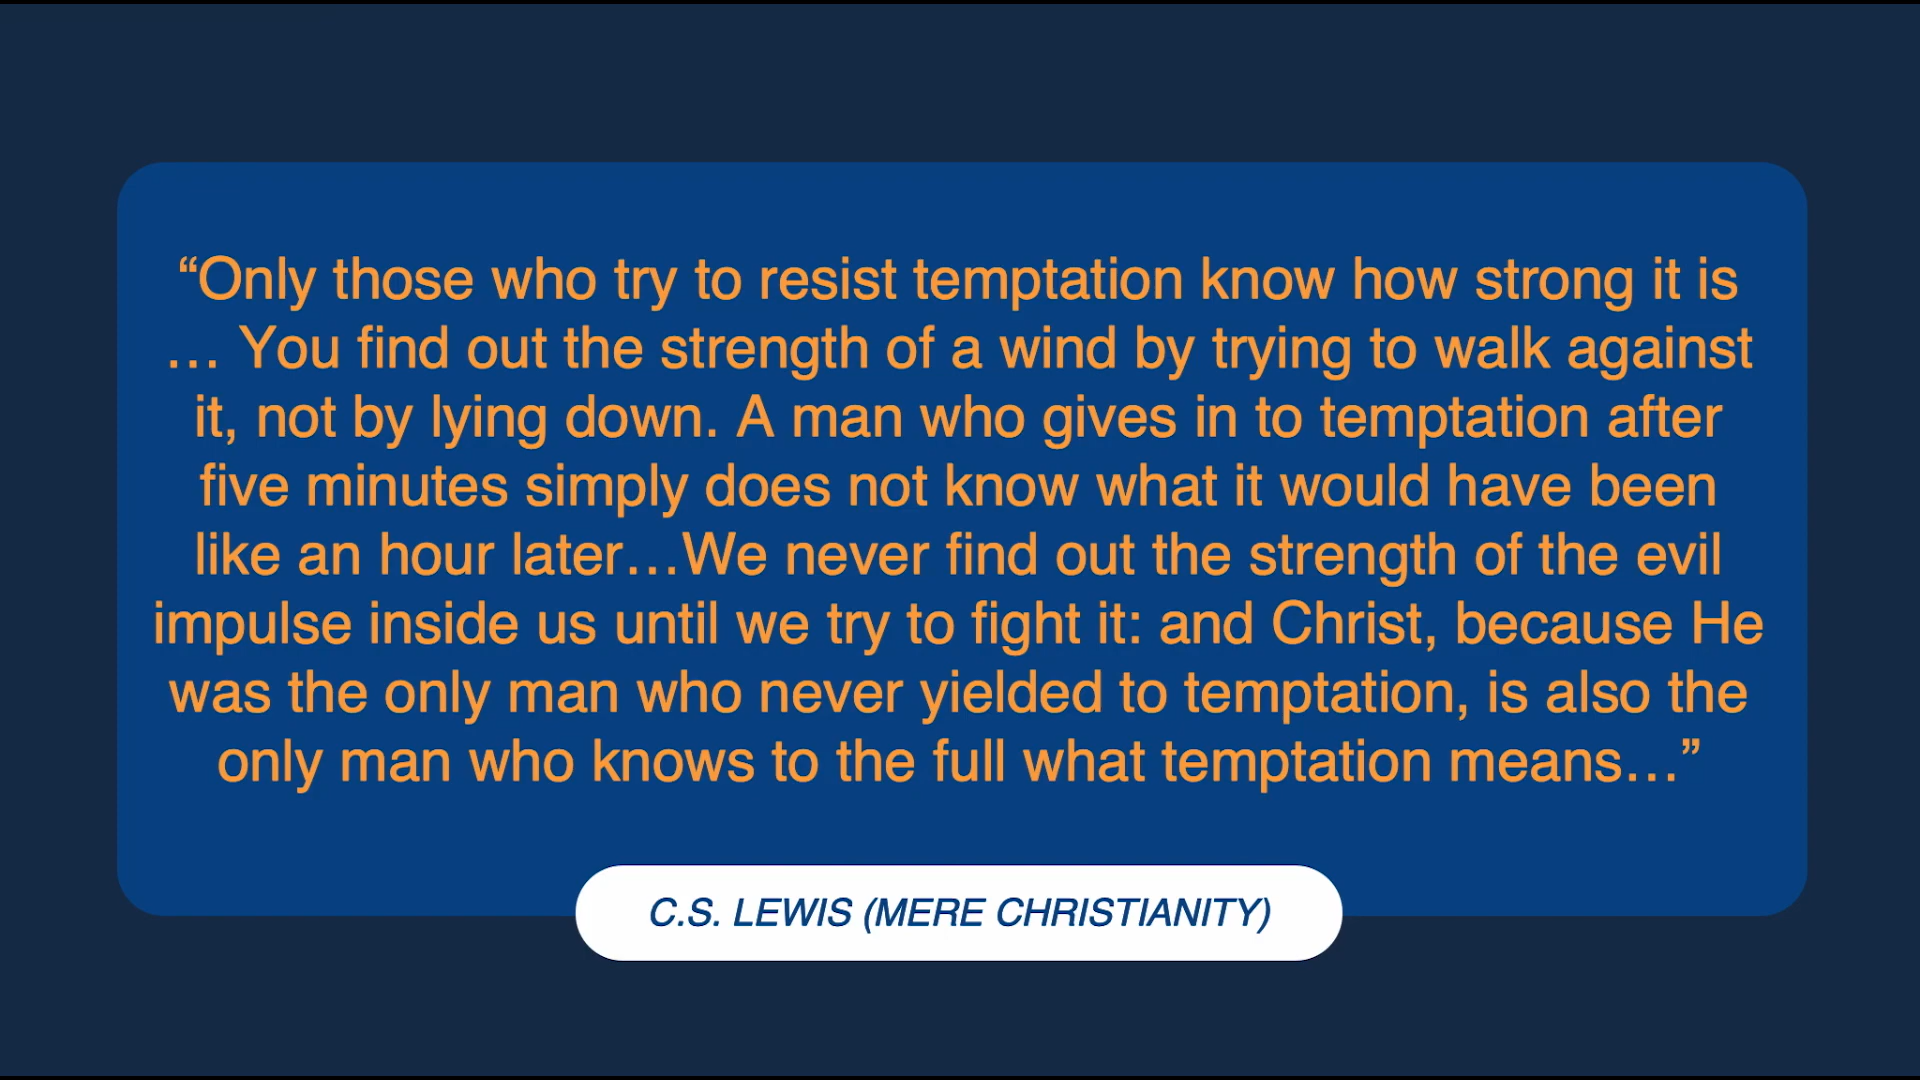 “Only those who try to resist temptation know how strong it is
… You find out the strength of a wind by trying to walk against
it, not by lying down. A man who gives in to temptation after
five minutes simply does not know what it would have been
like an hour later…We never find out the strength of the evil
impulse inside us until we try to fight it: and Christ, because He
was the only man who never yielded to temptation, is also the
only man who knows to the full what temptation means…”
C.S. LEWIS (MERE CHRISTIANITY)